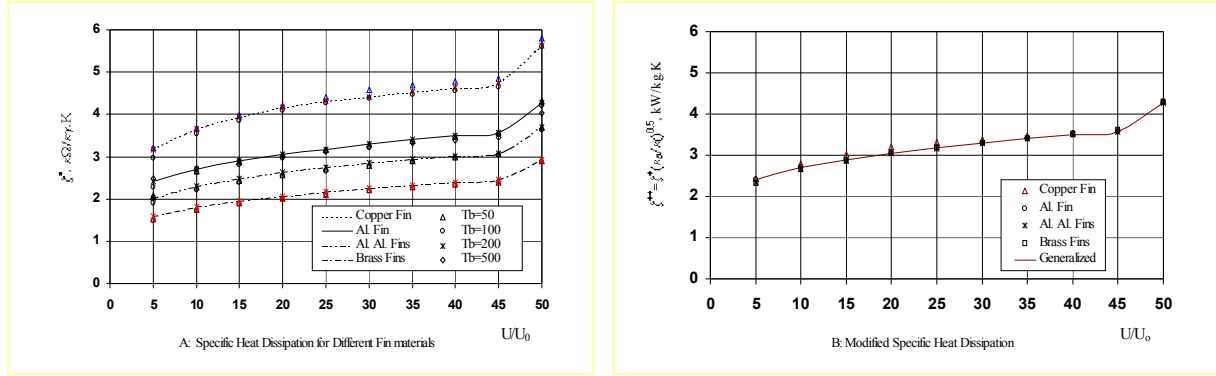 6
5
4
3
2
1
0
0 5 10 15 20 25 30 35 40 45 50
Copper Fin
Al. Fin
Al. Al. Fins
Brass Fins
Tb=50
Tb=100
Tb=200
Tb=500
U/U0
A: Specific Heat Dissipation for Different Fin materials
6
5
4
3
2
1
0
0 5 10 15 20 25 30 35 40 45 50
Copper Fin
Al. Fin
Al. Al. Fins
Brass Fins
Generalized
U/Uo
B: Modified Specific Heat Dissipation